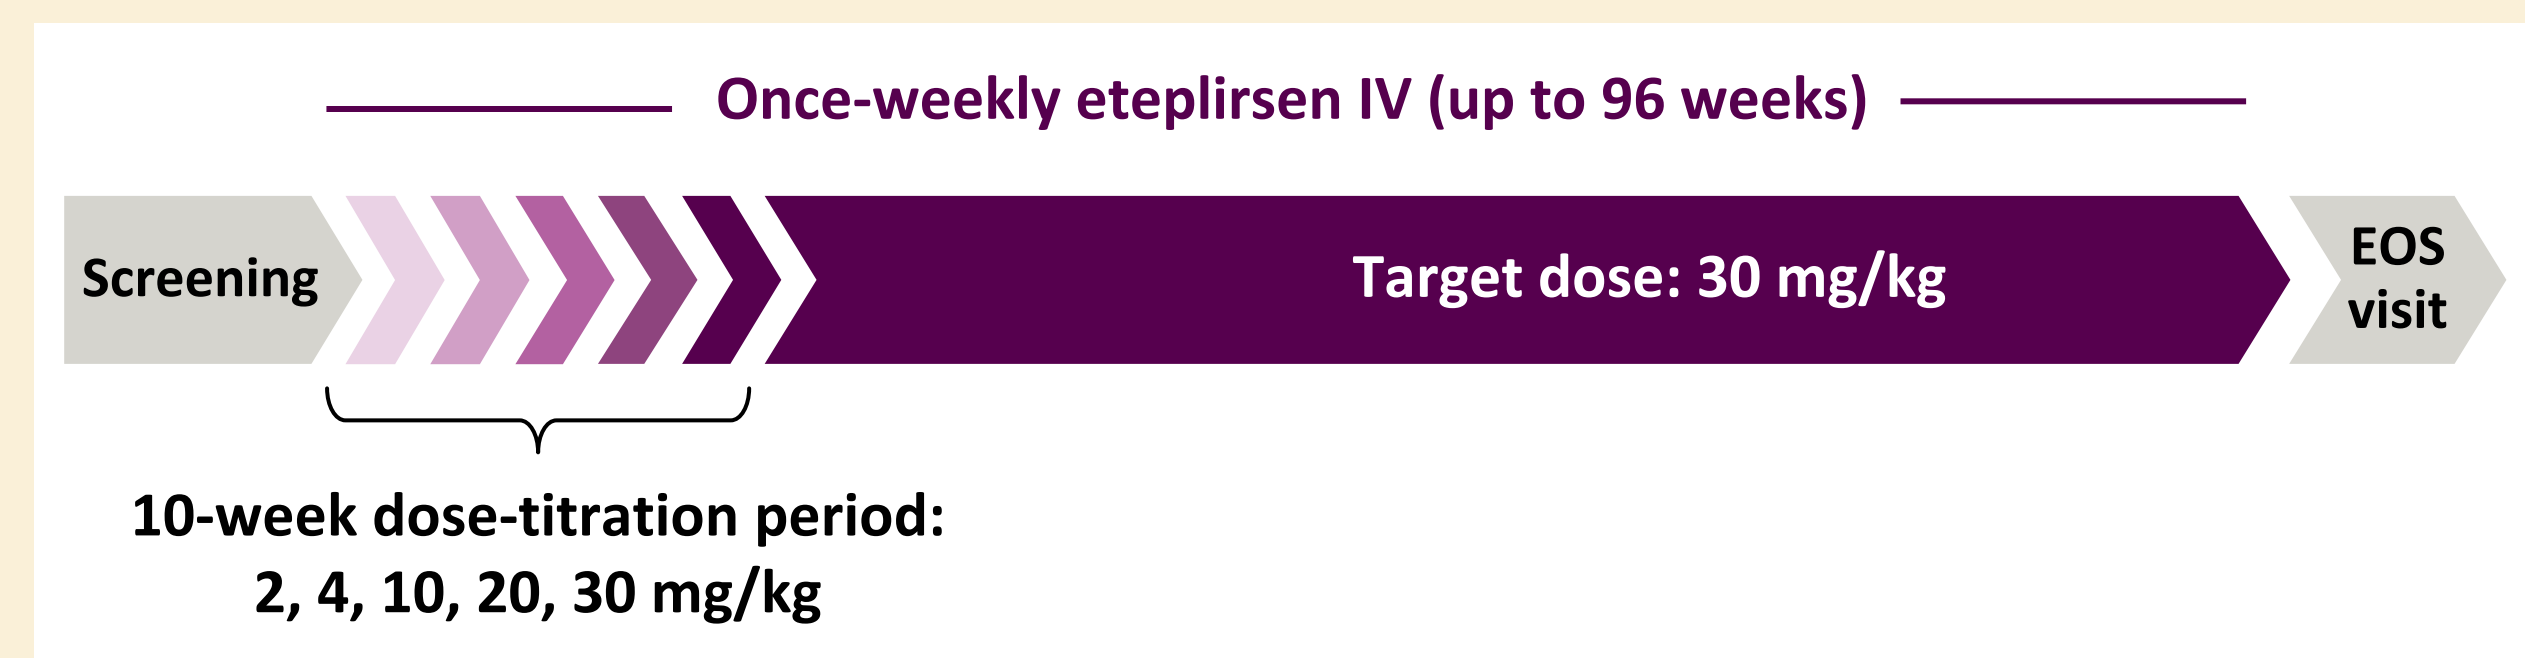 Once-weekly eteplirsen IV (up to 96 weeks)
Screening
Target dose: 30 mg/kg
EOS
visit
10-week dose-titration period:
2, 4, 10, 20, 30 mg/kg